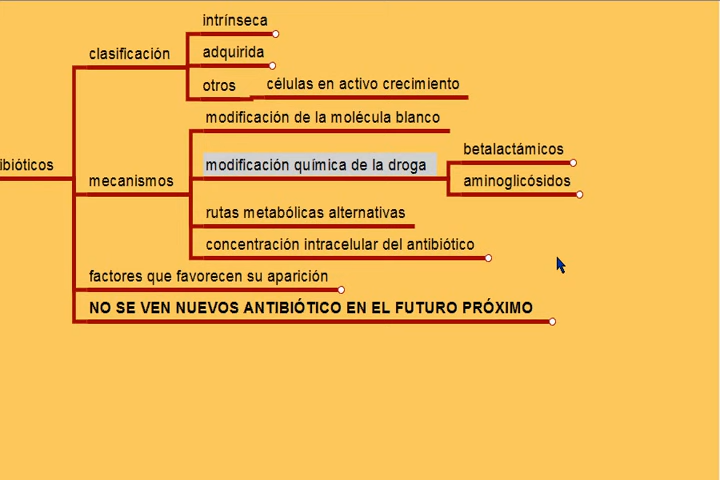 intrínseca
clasificación
adquirida
otros
células en activo crecimiento
modificación de la molécula blanco
betalactámicos
ibióticos
modificación química de la droga
mecanismos
aminoglicósidos
rutas metabólicas alternativas
concentración intracelular del antibiótico
factores que favorecen su aparición
NO SE VEN NUEVOS ANTIBIÓTICO EN EL FUTURO PRÓXIMO